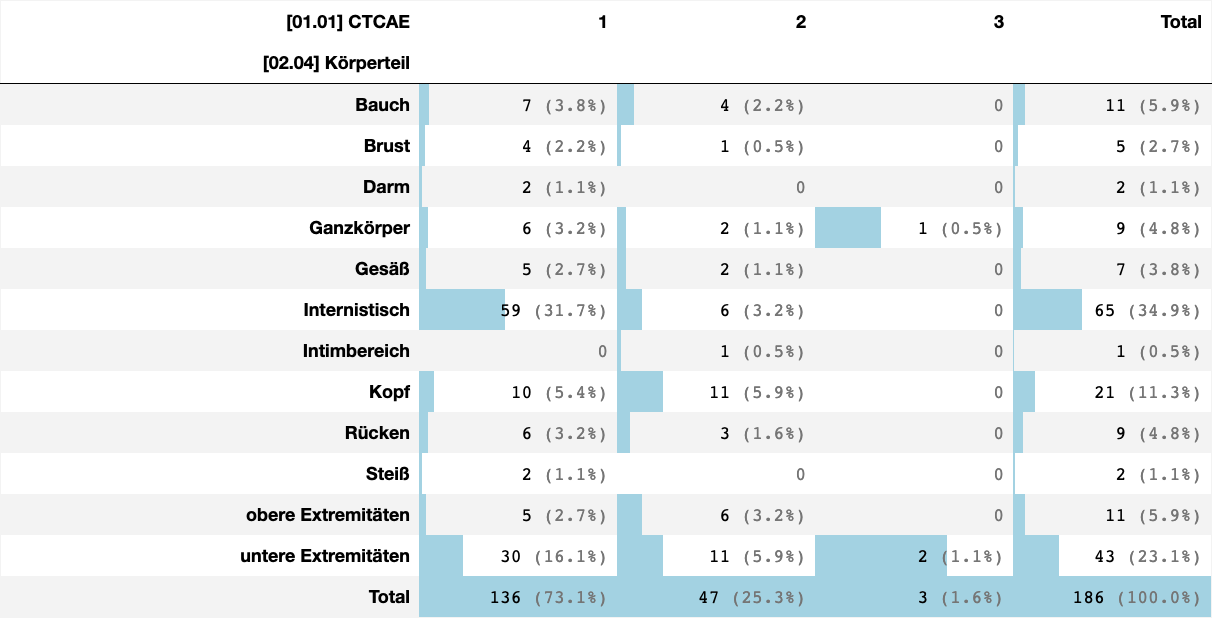 [01.01] CTCAE 1 2 3 Total
[02.04] Körperteil
Bauch 7 (3.8%) 4 (2.2%) 0 11 (5.9%)
Brust 4 (2.2%) 1 (0.5%) 0 5 (2.7%)
Darm 2 (1.1%) 0 0 2 (1.1%)
Ganzkörper 6 (3.2%) 2 (1.1%) 1 (0.5%) 9 (4.8%)
Gesäß 5 (2.7%) 2 (1.1%) 0 7 (3.8%)
Internistisch 59 (31.7%) 6 (3.2%) 0 65 (34.9%)
Intimbereich 0 1 (0.5%) 0 1 (0.5%)
Kopf 10 (5.4%) 11 (5.9%) 0 21 (11.3%)
Rücken 6 (3.2%) 3 (1.6%) 0 9 (4.8%)
Steiß 2 (1.1%) 0 0 2 (1.1%)
obere Extremitäten 5 (2.7%) 6 (3.2%) 0 11 (5.9%)
untere Extremitäten 30 (16.1%) 11 (5.9%) 2 (1.1%) 43 (23.1%)
Total 136 (73.1%) 47 (25.3%) 3 (1.6%) 186 (100.0%)